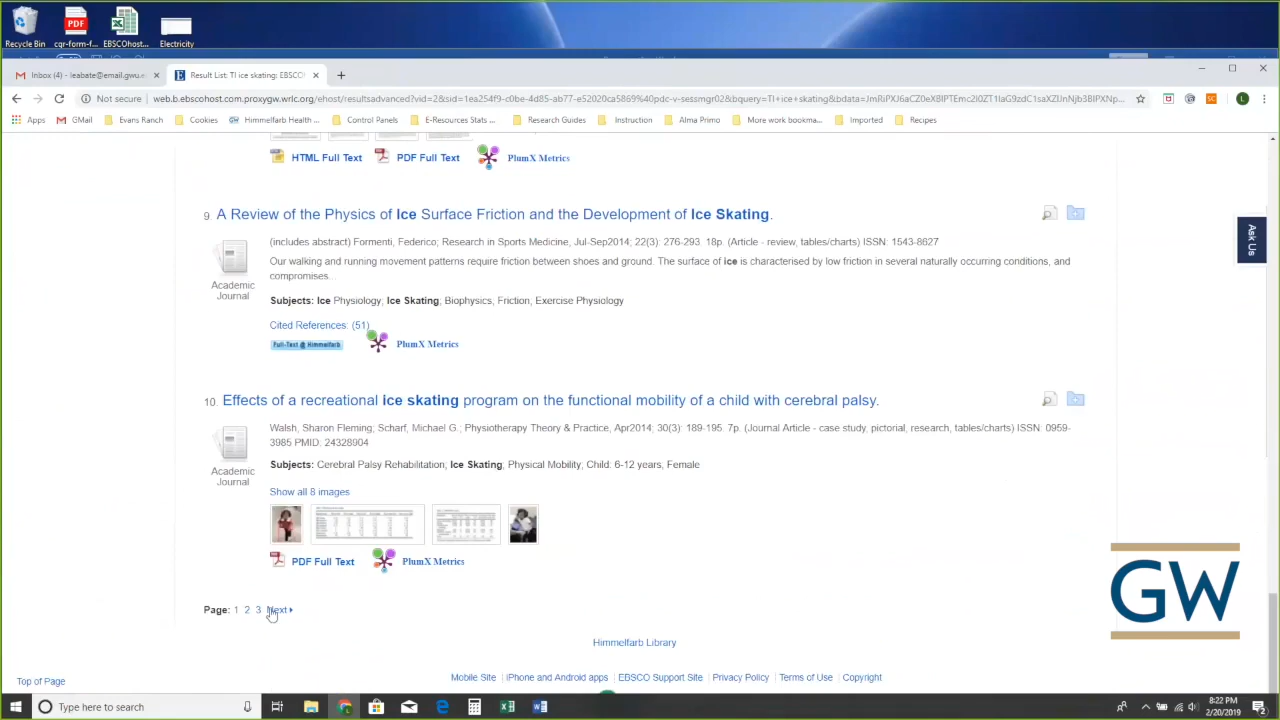 Recycle Bin
cqr-form-f...
EBSCOhost...
Electricity
PDF
Inbox (4) - leabate@email.gwu.e
Result List: TI ice skating: EBSCO
Not secure
web.b.ebscohost.com.proxygw.wrlc.org/ehost/resultsadvanced?vid=2&sid=
Apps
GMail
Evans Ranch
Cookies
Himmelfarb Health ...
Control Panels
E-Resources Stats ...
Research Guides
Instruction
Alma Primo
More work bookma...
Imported
Recipes
HTML Full Text PDF Full Text PlumX Metrics
9. A Review of the Physics of Ice Surface Friction and the Development of Ice Skating.
(includes abstract) Formenti, Federico; Research in Sports Medicine, Jul-Sep2014; 22(3): 276-293. 18p. (Article - review, tables/charts) ISSN: 1543-8627
Our walking and running movement patterns require friction between shoes and ground. The surface of ice is characterised by low friction in several naturally occurring conditions, and
compromises...
Academic
Journal
Subjects: Ice Physiology; Ice Skating; Biophysics; Friction; Exercise Physiology
Cited References: (51)
Full-Text @ Himmelfarb PlumX Metrics
Ask Us
10. Effects of a recreational ice skating program on the functional mobility of a child with cerebral palsy.
Walsh, Sharon Fleming; Scharf, Michael G.; Physiotherapy Theory & Practice, Apr2014; 30(3): 189-195. 7p. (Journal Article - case study, pictorial, research, tables/charts) ISSN: 0959-
3985 PMID: 24328904
Academic
Journal
Subjects: Cerebral Palsy Rehabilitation; Ice Skating; Physical Mobility; Child: 6-12 years; Female
Show all 8 images
PDF Full Text PlumX Metrics
GW
Page: 1 2 3 Next
Himmelfarb Library
Top of Page
Mobile Site | iPhone and Android apps | EBSCO Support Site | Privacy Policy | Terms of Use | Copyright
Type here to search
8:22 PM
2/20/2019